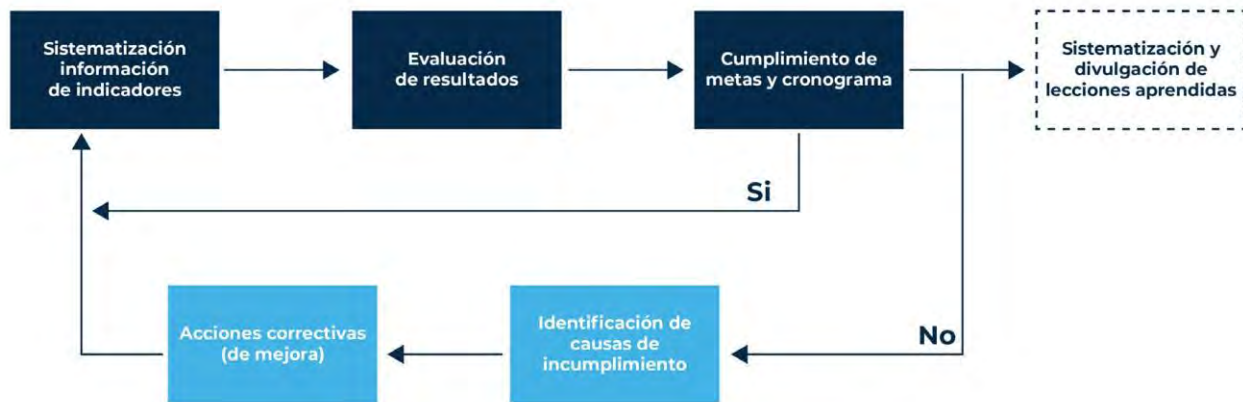 Sistematización
información
de indicadores
Evaluación
de resultados
Cumplimiento de
metas y cronograma
Sistematización y
divulgación de
lecciones aprendidas
Si
Acciones correctivas
(de mejora)
Identificación de
causas de
incumplimiento
No